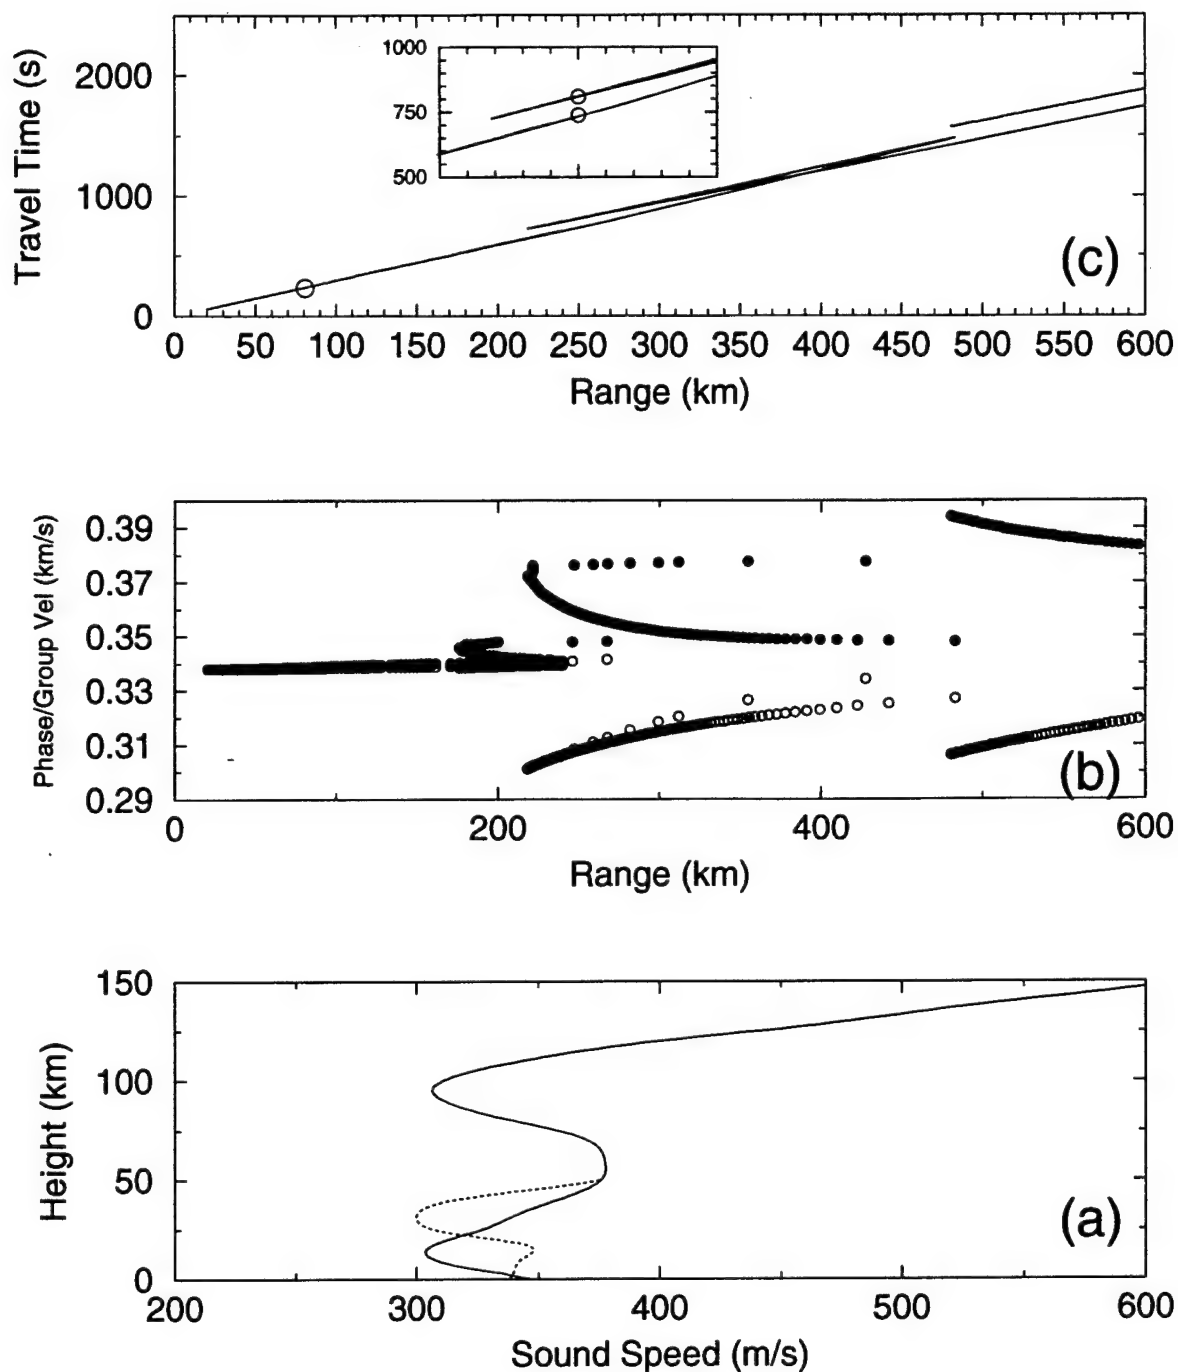 2000
1000
0
Travel Time (s)
1000
750
500
(c)
0 50 100 150 200 250 300 350 400 450 500 550 600
Range (km)
0.39
0.37
0.35
0.33
0.31
0.29
Phase/Group Vel (km/s)
(b)
0 200 400 600
Range (km)
150
100
50
0
Height (km)
(a)
200 300 400 500 600
Sound Speed (m/s)